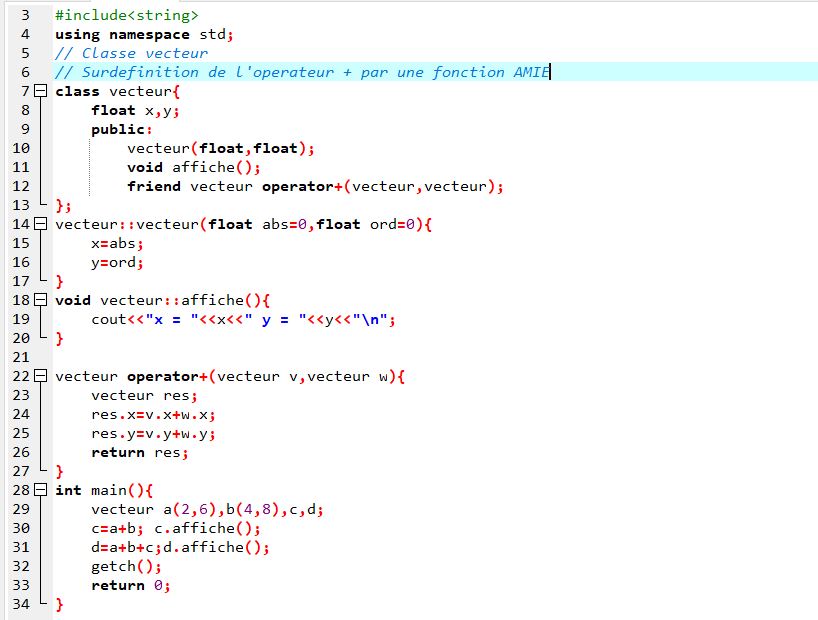 3 #include<string>
4 using namespace std;
5 // Classe vecteur
6 // Surdefinition de l'operateur + par une fonction AMIE
7 class vecteur{
8 float x,y;
9 public:
10 vecteur(float,float);
11 void affiche();
12 friend vecteur operator+(vecteur,vecteur);
13 };
14 vecteur::vecteur(float abs=0,float ord=0){
15 x=abs;
16 y=ord;
17 }
18 void vecteur::affiche(){
19 cout<<"x = "<<x<<" y = "<<y<<"\n";
20 }
21
22 vecteur operator+(vecteur v,vecteur w){
23 vecteur res;
24 res.x=v.x+w.x;
25 res.y=v.y+w.y;
26 return res;
27 }
28 int main(){
29 vecteur a(2,6),b(4,8),c,d;
30 c=a+b; c.affiche();
31 d=a+b+c;d.affiche();
32 getch();
33 return 0;
34 }